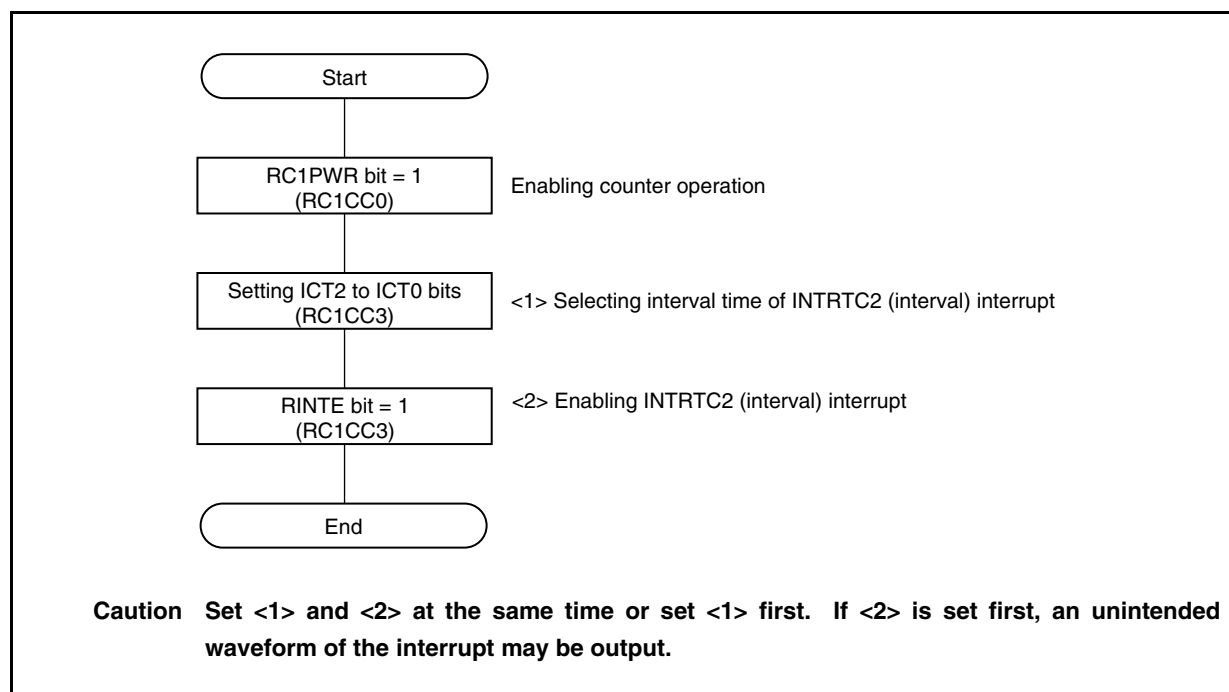 Start
RC1PWR bit = 1
(RC1CC0)
Enabling counter operation
Setting ICT2 to ICT0 bits
(RC1CC3)
<1> Selecting interval time of INTRTC2 (interval) interrupt
RINTE bit = 1
(RC1CC3)
<2> Enabling INTRTC2 (interval) interrupt
End
Caution Set <1> and <2> at the same time or set <1> first. If <2> is set first, an unintended
waveform of the interrupt may be output.